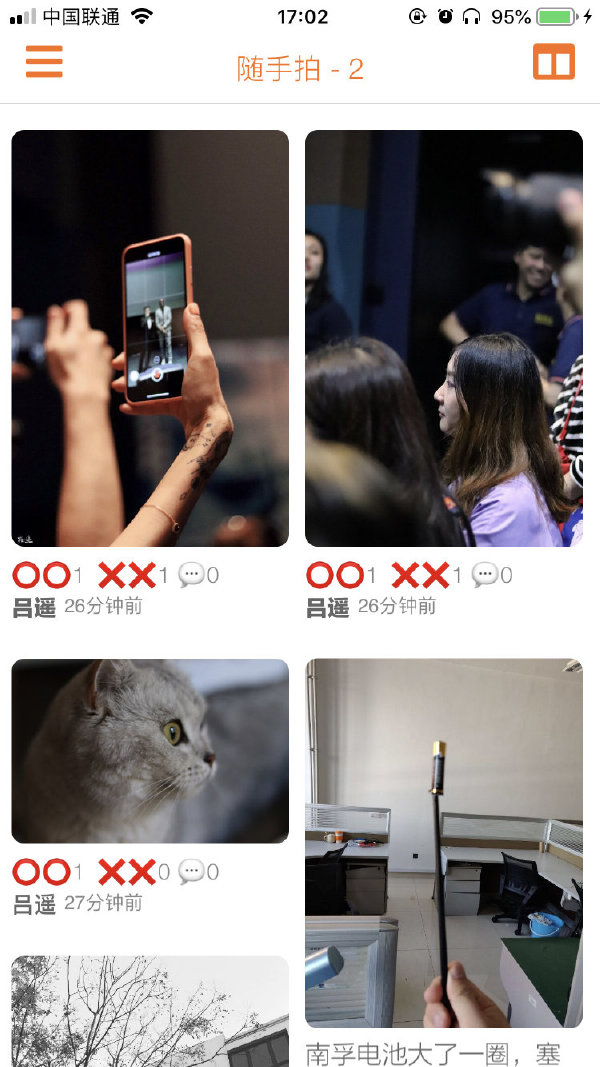 中国联通 17:02 95%
随手拍 - 2
⭕⭕1 ❌❌1 💬0
吕遥 26分钟前
⭕⭕1 ❌❌1 💬0
吕遥 26分钟前
⭕⭕1 ❌❌0 💬0
吕遥 27分钟前
南孚电池大了一圈，塞